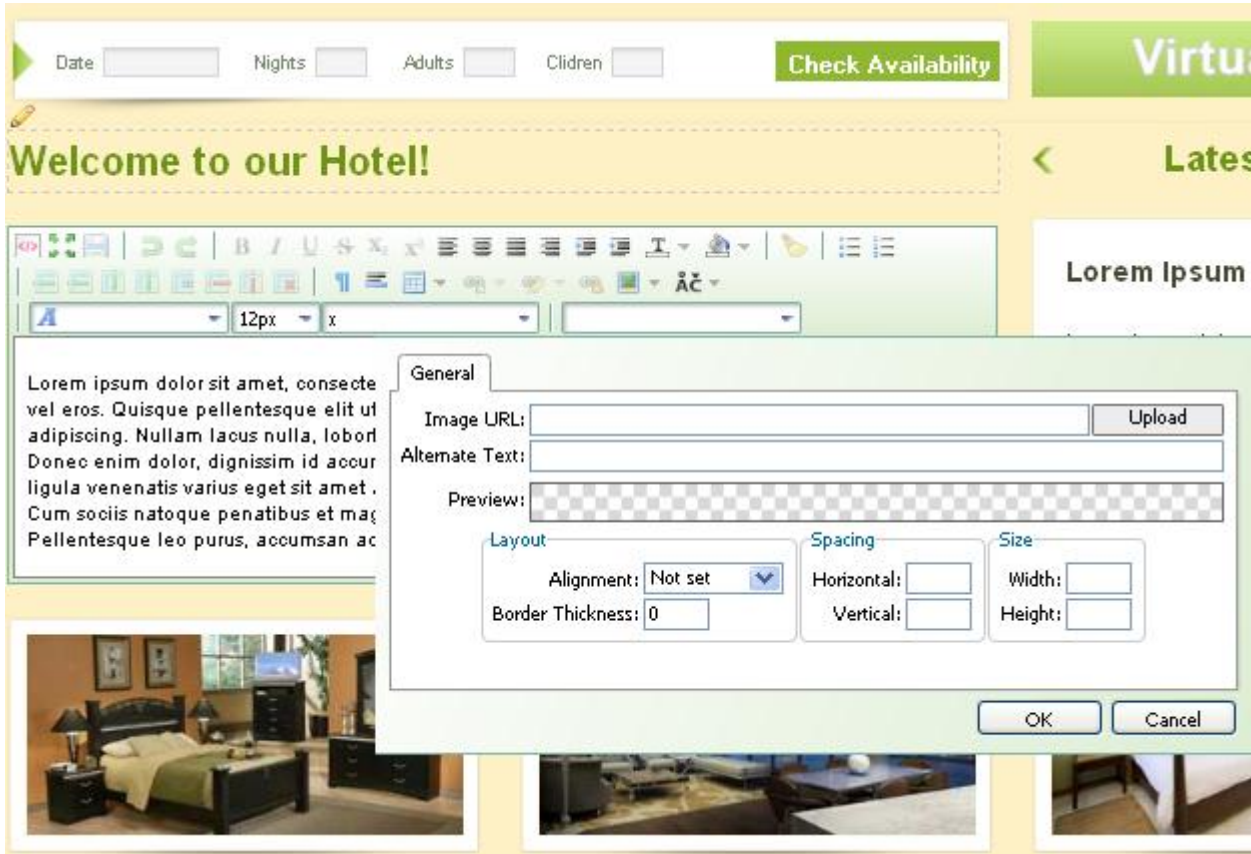 Date Nights Adults Clidren Check Availability
Virtu
Welcome to our Hotel!
Lates
B I U S X₂ x² T
¶ Åč
A 12px x
Lorem Ipsum
Lorem ipsum dolor sit amet, consecte
vel eros. Quisque pellentesque elit ut
adipiscing. Nullam lacus nulla, lobort
Donec enim dolor, dignissim id accur
ligula venenatis varius eget sit amet
Cum sociis natoque penatibus et mag
Pellentesque leo purus, accumsan ac
General
Image URL: Upload
Alternate Text:
Preview:
Layout Spacing Size
Alignment: Not set Horizontal: Width:
Border Thickness: 0 Vertical: Height:
OK Cancel